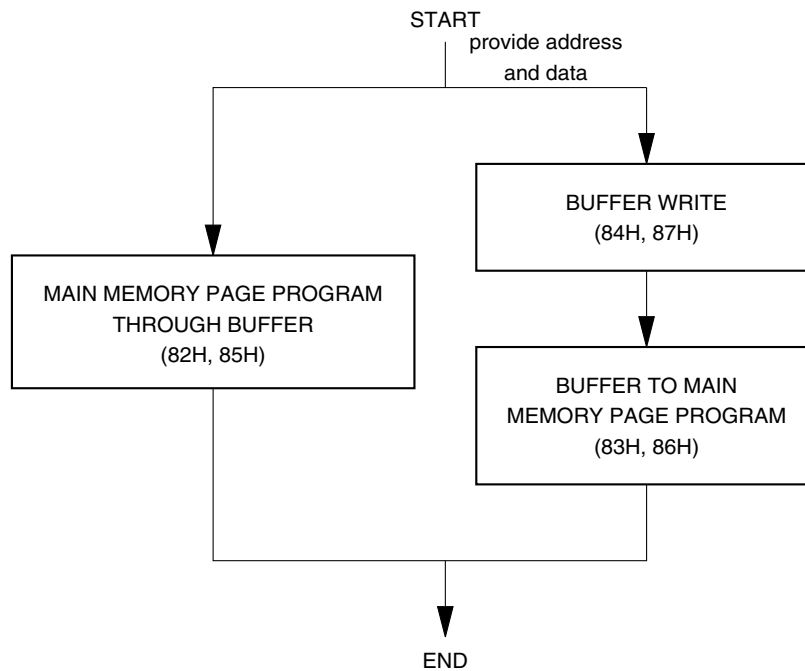 START
provide address
and data
BUFFER WRITE
(84H, 87H)
MAIN MEMORY PAGE PROGRAM
THROUGH BUFFER
(82H, 85H)
BUFFER TO MAIN
MEMORY PAGE PROGRAM
(83H, 86H)
END